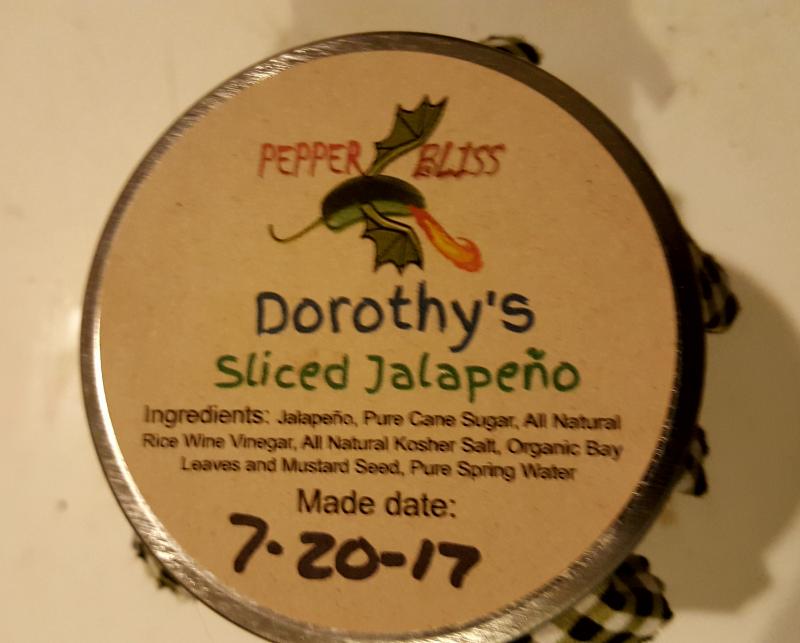 PEPPER BLISS
Dorothy's
Sliced Jalapeño
Ingredients: Jalapeño, Pure Cane Sugar, All Natural
Rice Wine Vinegar, All Natural Kosher Salt, Organic Bay
Leaves and Mustard Seed, Pure Spring Water
Made date:
7-20-17